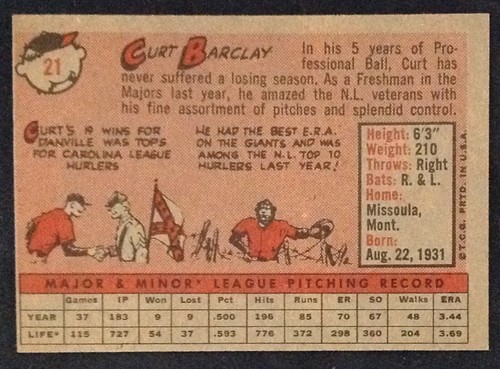 21
CURT BARCLAY
In his 5 years of Pro-
fessional Ball, Curt has
never suffered a losing season. As a Freshman in the
Majors last year, he amazed the N.L. veterans with
his fine assortment of pitches and splendid control.
CURT'S 19 WINS FOR
DANVILLE WAS TOPS
FOR CAROLINA LEAGUE
HURLERS
HE HAD THE BEST E.R.A.
ON THE GIANTS AND WAS
AMONG THE N.L. TOP 10
HURLERS LAST YEAR!
Height: 6'3"
Weight: 210
Throws: Right
Bats: R. & L.
Home:
Missoula,
Mont.
Born:
Aug. 22, 1931
© T.C.G. PRTD. IN U.S.A.
MAJOR & MINOR* LEAGUE PITCHING RECORD
Games IP Won Lost Pct Hits Runs ER SO Walks ERA
YEAR 37 183 9 9 .500 196 85 70 67 48 3.44
LIFE* 115 727 54 37 .593 776 372 298 360 204 3.69